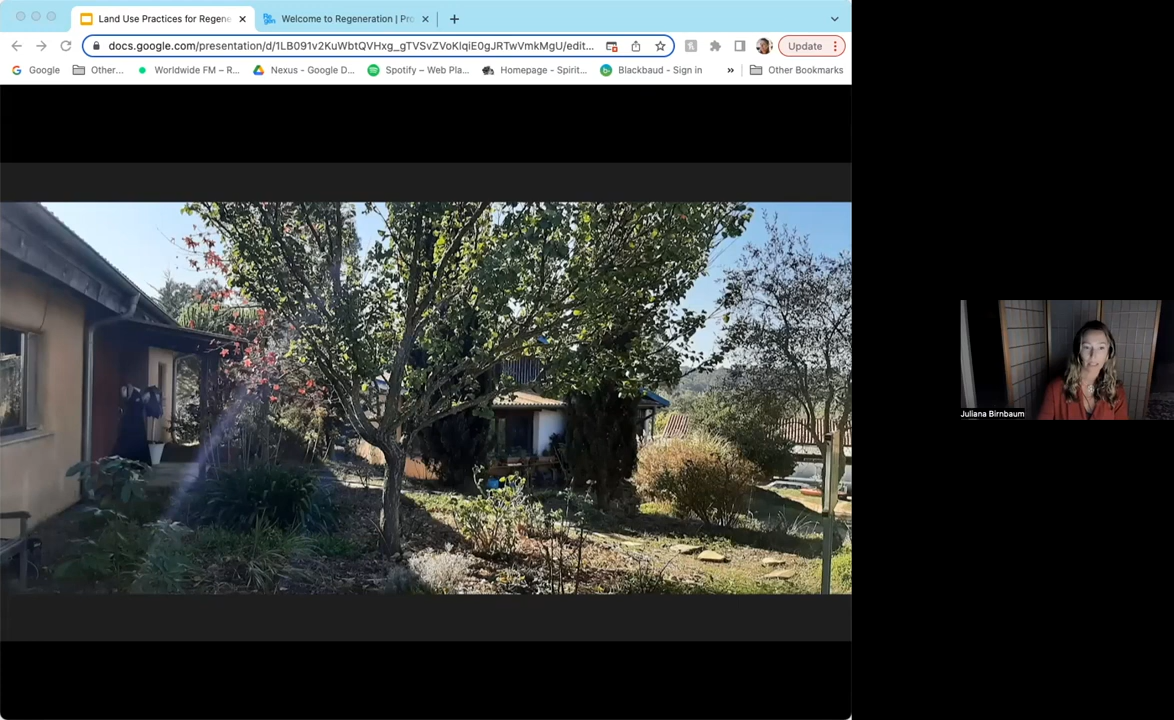 Land Use Practices for Regene
Welcome to Regeneration | Pro
docs.google.com/presentation/d/1LB091v2KuWbtQVHxg_gTVSvZVoKlqiE0gJRTwVmkMgU/edit...
Update
Google
Other...
Worldwide FM – R...
Nexus - Google D...
Spotify – Web Pla...
Homepage - Spirit...
Blackbaud - Sign in
»
Other Bookmarks
Juliana Birnbaum